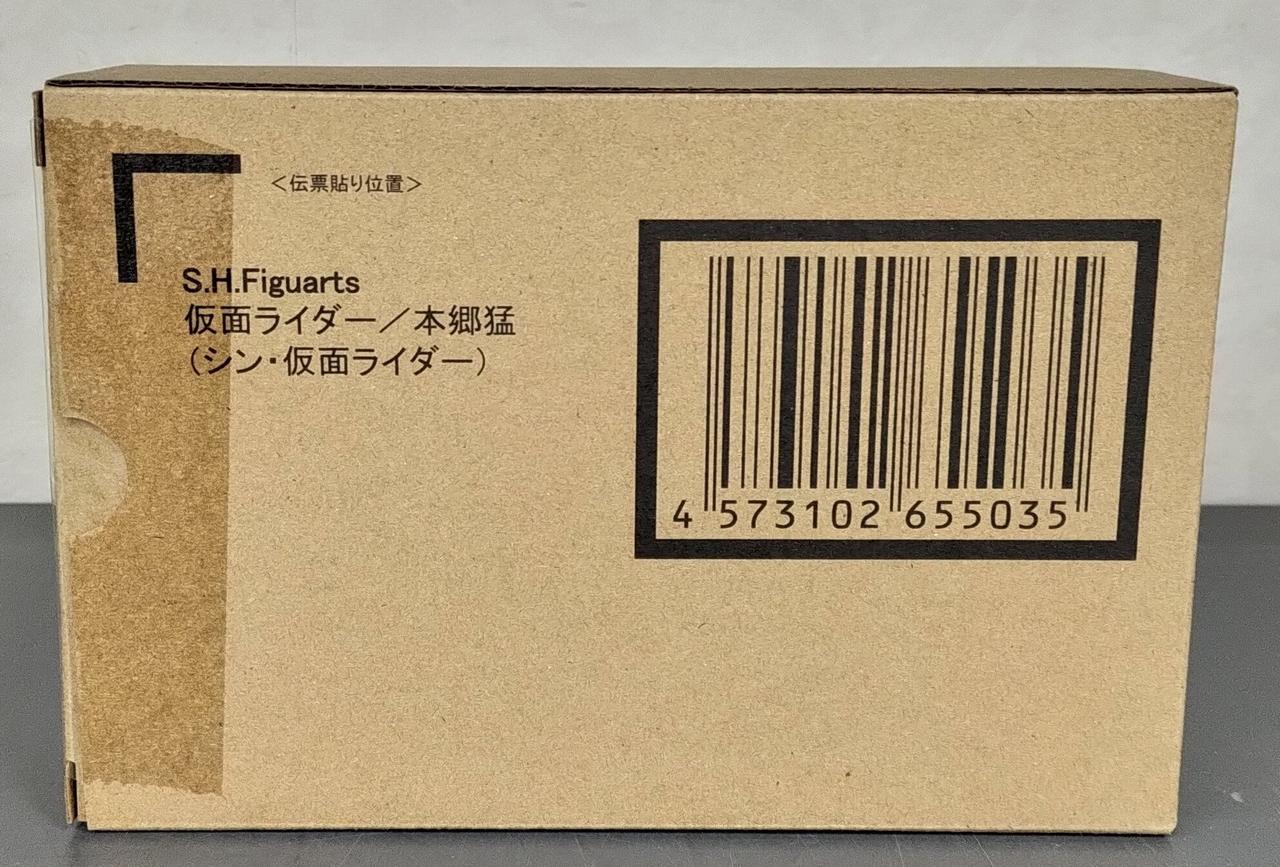 ＜伝票貼り位置＞
S.H.Figuarts
仮面ライダー／本郷猛
（シン・仮面ライダー）
4 573102 655035